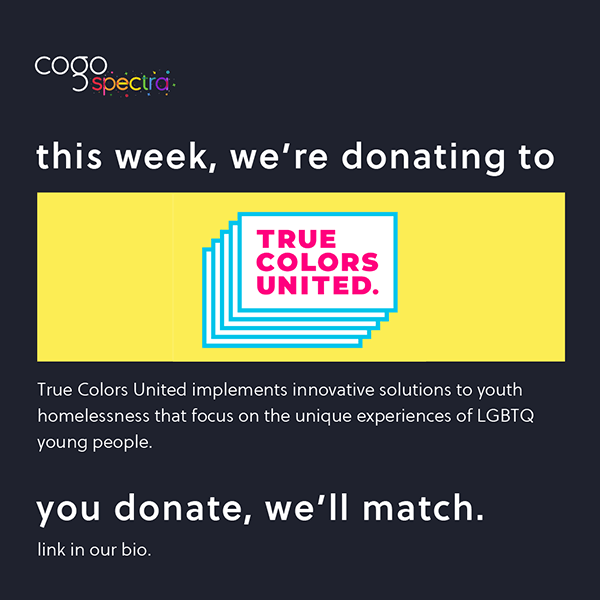 cogo
spectra
this week, we’re donating to
TRUE
COLORS
UNITED.
True Colors United implements innovative solutions to youth
homelessness that focus on the unique experiences of LGBTQ
young people.
you donate, we’ll match.
link in our bio.